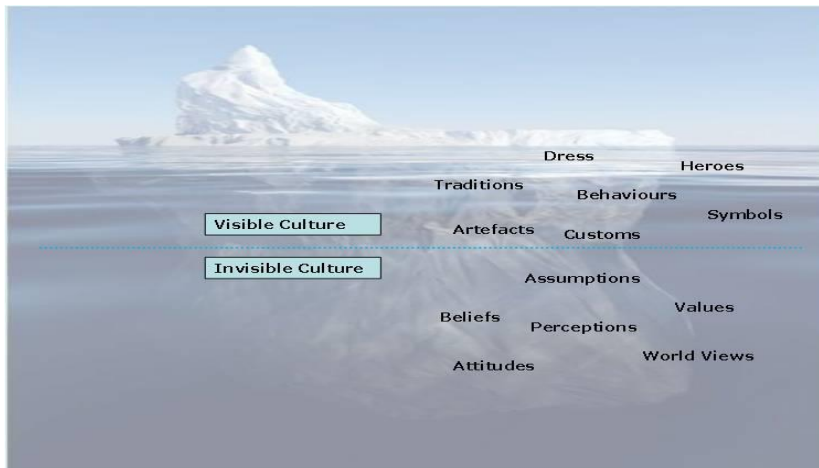 Dress
Heroes
Traditions
Behaviours
Symbols
Visible Culture
Artefacts
Customs
Invisible Culture
Assumptions
Values
Beliefs
Perceptions
World Views
Attitudes